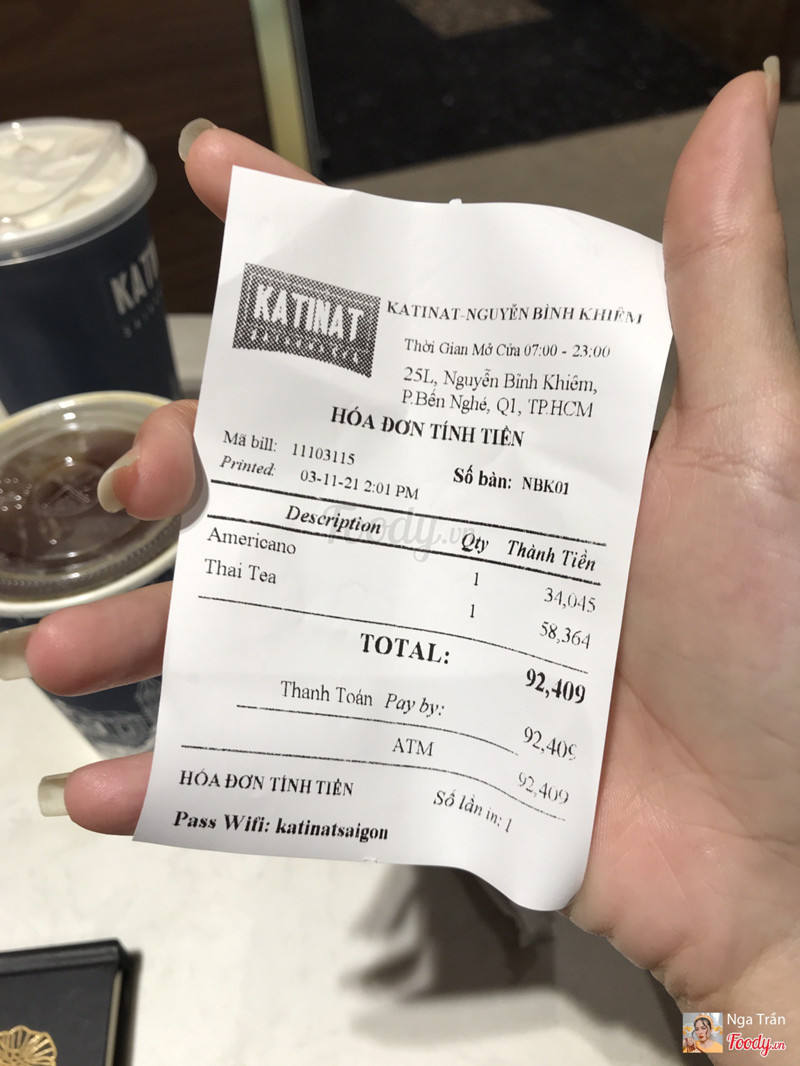 KATINAT
KATINAT-NGUYỄN BỈNH KHIÊM
Thời Gian Mở Cửa 07:00 - 23:00
25L, Nguyễn Bỉnh Khiêm,
P.Bến Nghé, Q1, TP.HCM
HÓA ĐƠN TÍNH TIỀN
Mã bill: 11103115
Số bàn: NBK01
Printed: 03-11-21 2:01 PM
Description Qty Thành Tiền
Americano 1 34,045
Thai Tea 1 58,364
TOTAL: 92,409
Thanh Toán Pay by: 92,409
ATM 92,409
HÓA ĐƠN TÍNH TIỀN Số lần in: 1
Pass Wifi: katinatsaigon
Foody.vn
Nga Trần
Foody.vn